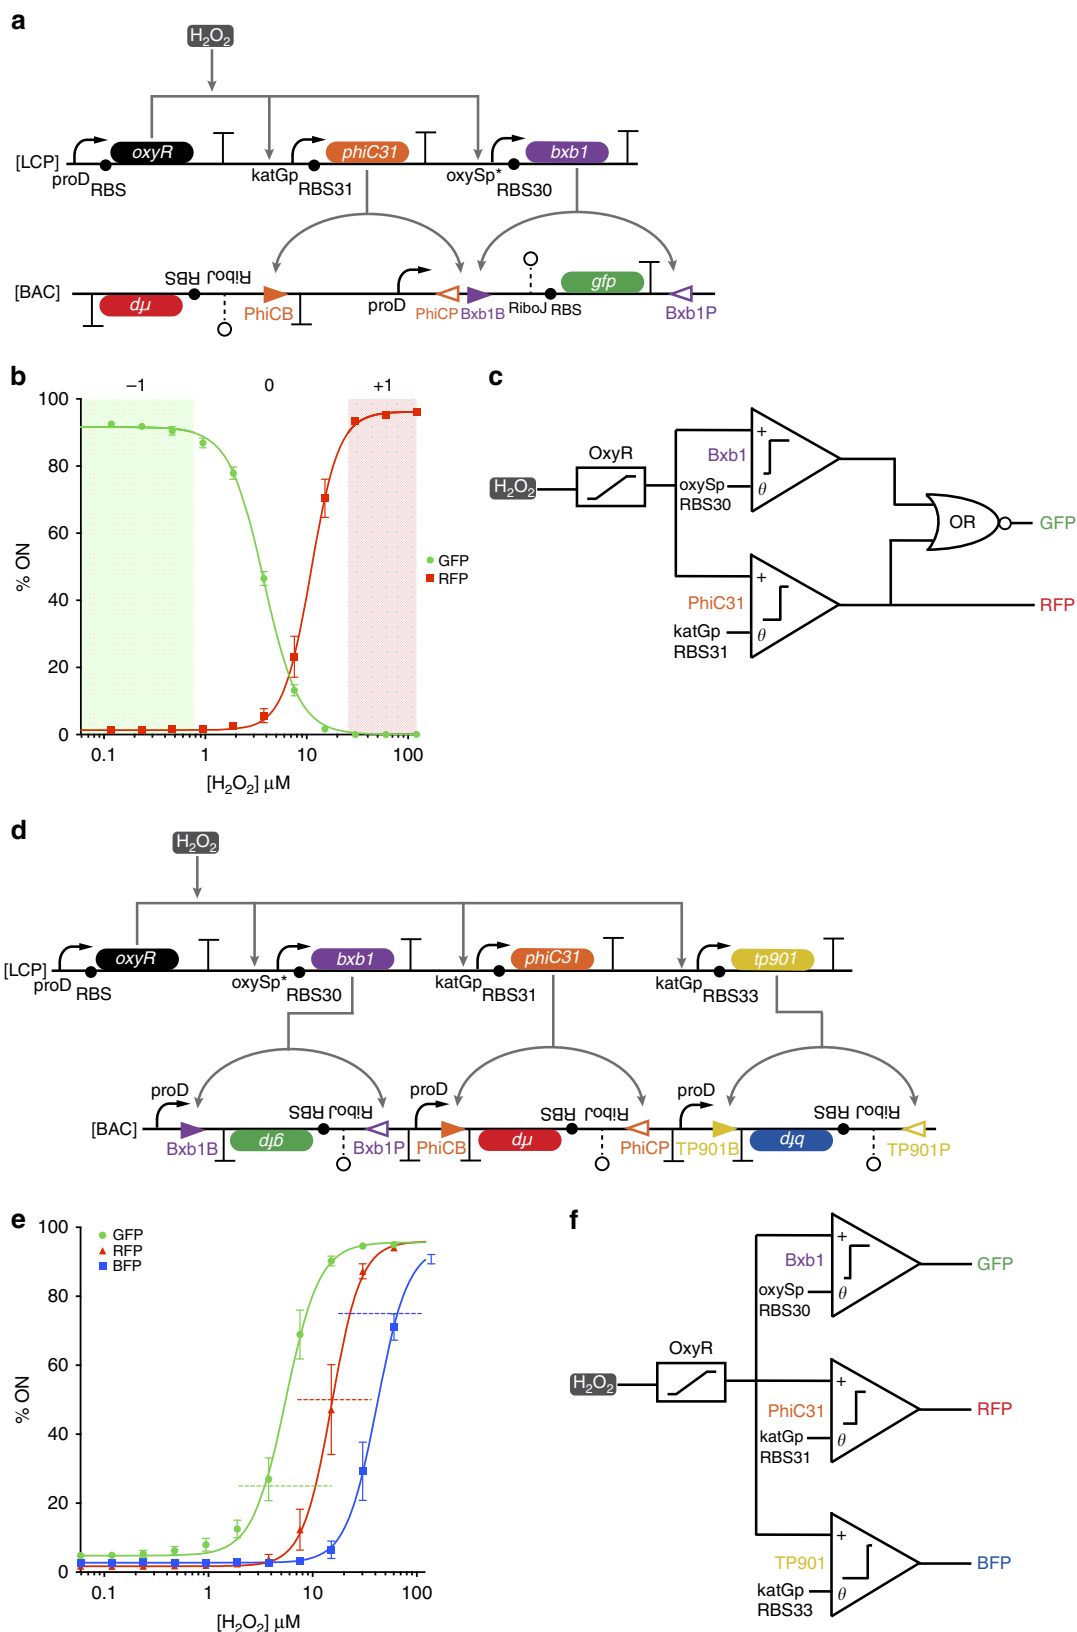 a
H2O2
[LCP]
oxyR
phiC31
bxb1
proD
RBS
katGp
RBS31
oxySp*
RBS30
[BAC]
rfp
RBS
RiboJ
PhiCB
proD
PhiCP
Bxb1B
RiboJ
RBS
gfp
Bxb1P
b
−1
0
+1
100
80
60
40
20
0
% ON
0.1
1
10
100
[H2O2] μM
GFP
RFP
c
H2O2
OxyR
Bxb1
oxySp
RBS30
+
θ
PhiC31
katGp
RBS31
+
θ
OR
GFP
RFP
d
H2O2
[LCP]
oxyR
bxb1
phiC31
tp901
proD
RBS
oxySp*
RBS30
katGp
RBS31
katGp
RBS33
[BAC]
proD
Bxb1B
gfp
RBS
RiboJ
Bxb1P
proD
PhiCB
rfp
RBS
RiboJ
PhiCP
proD
TP901B
bfp
RBS
RiboJ
TP901P
e
100
80
60
40
20
0
% ON
GFP
RFP
BFP
0.1
1
10
100
[H2O2] μM
f
H2O2
OxyR
Bxb1
oxySp
RBS30
+
θ
GFP
PhiC31
katGp
RBS31
+
θ
RFP
TP901
katGp
RBS33
+
θ
BFP